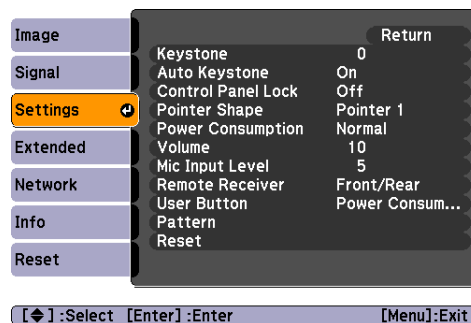 Image
Signal
Settings
Extended
Network
Info
Reset
Return
Keystone 0
Auto Keystone On
Control Panel Lock Off
Pointer Shape Pointer 1
Power Consumption Normal
Volume 10
Mic Input Level 5
Remote Receiver Front/Rear
User Button Power Consum...
Pattern
Reset
[◆] :Select [Enter] :Enter [Menu]:Exit